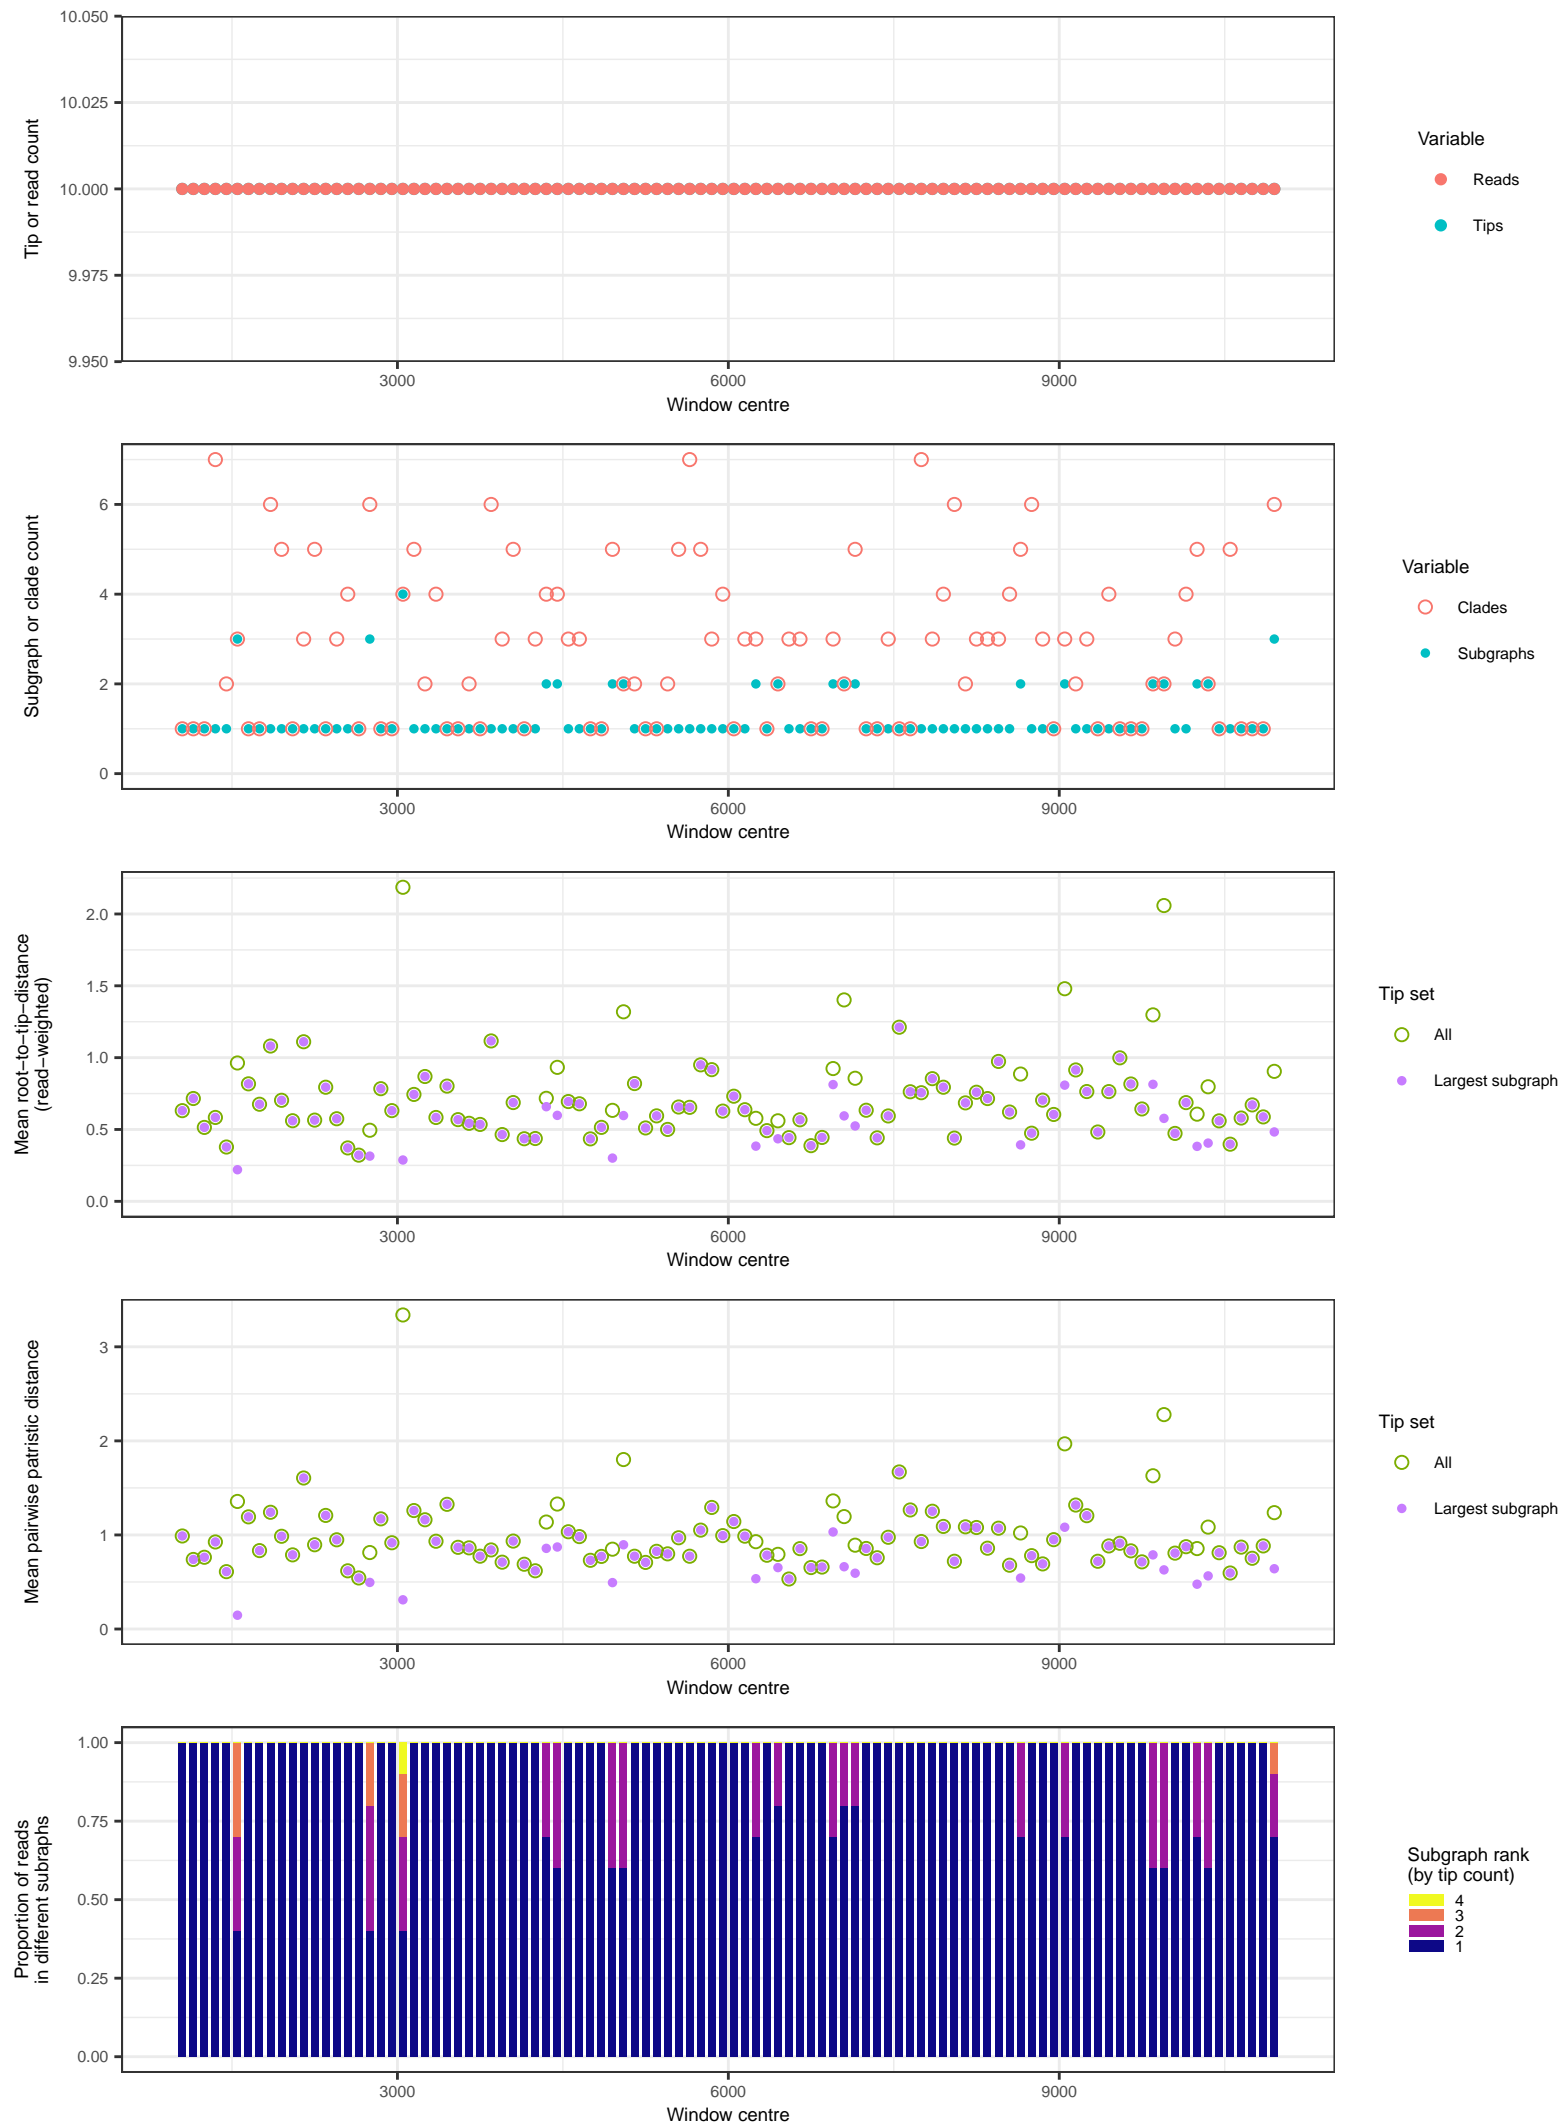 10.050
10.025
10.000
9.975
9.950
Tip or read count
3000 6000 9000
Window centre
Variable
Reads
Tips
6
4
2
0
Subgraph or clade count
3000 6000 9000
Window centre
Variable
Clades
Subgraphs
2.0
1.5
1.0
0.5
0.0
Mean root−to−tip−distance
(read−weighted)
3000 6000 9000
Window centre
Tip set
All
Largest subgraph
3
2
1
0
Mean pairwise patristic distance
3000 6000 9000
Window centre
Tip set
All
Largest subgraph
1.00
0.75
0.50
0.25
0.00
Proportion of reads
in different subraphs
3000 6000 9000
Window centre
Subgraph rank
(by tip count)
4
3
2
1